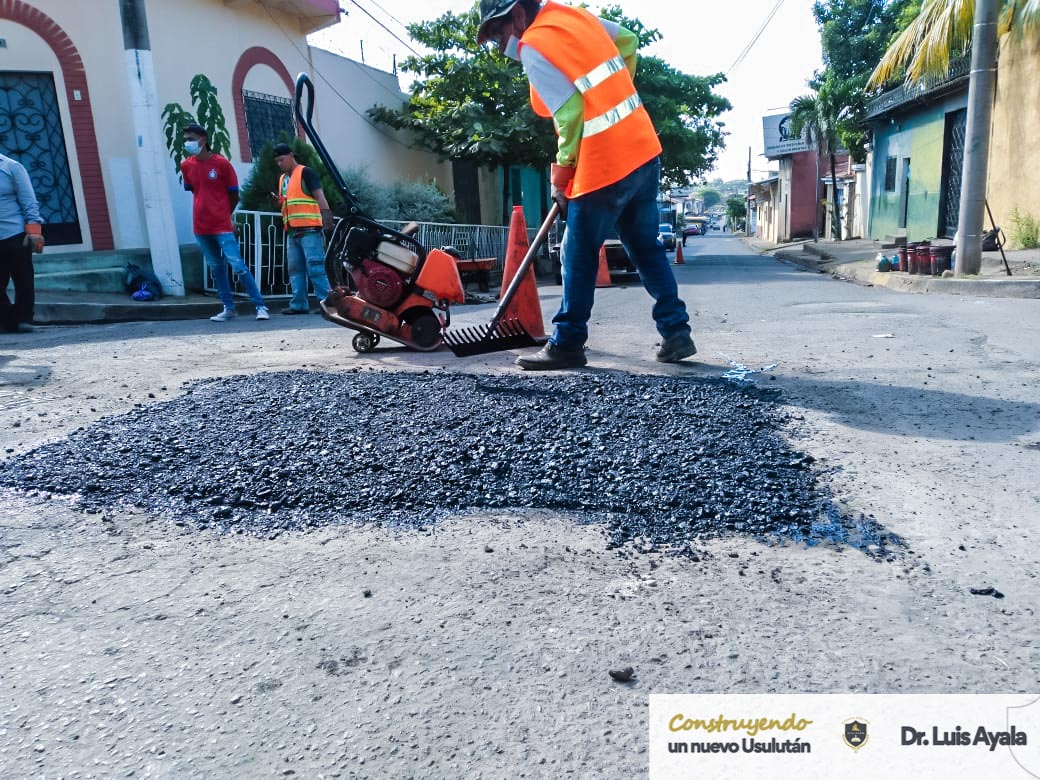 Construyendo
un nuevo Usulután
Dr. Luis Ayala